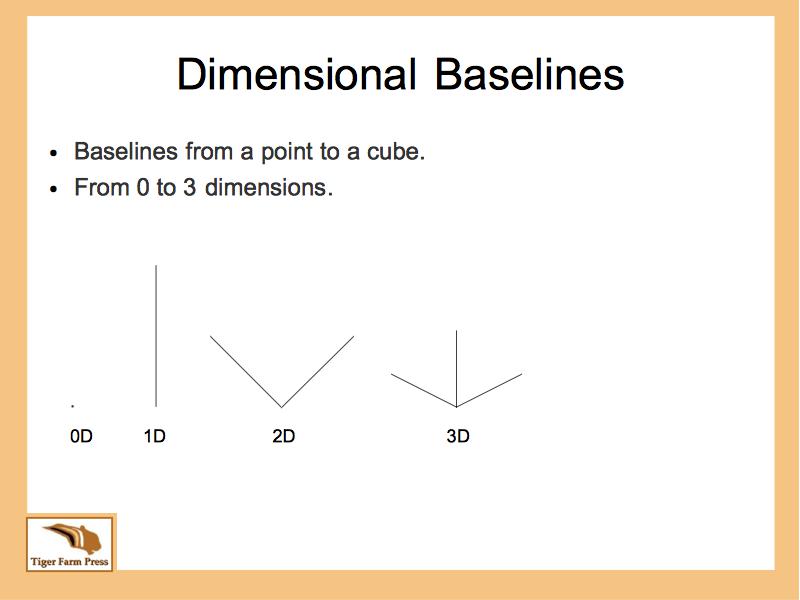 Dimensional Baselines
• Baselines from a point to a cube.
• From 0 to 3 dimensions.
0D 1D 2D 3D
Tiger Farm Press